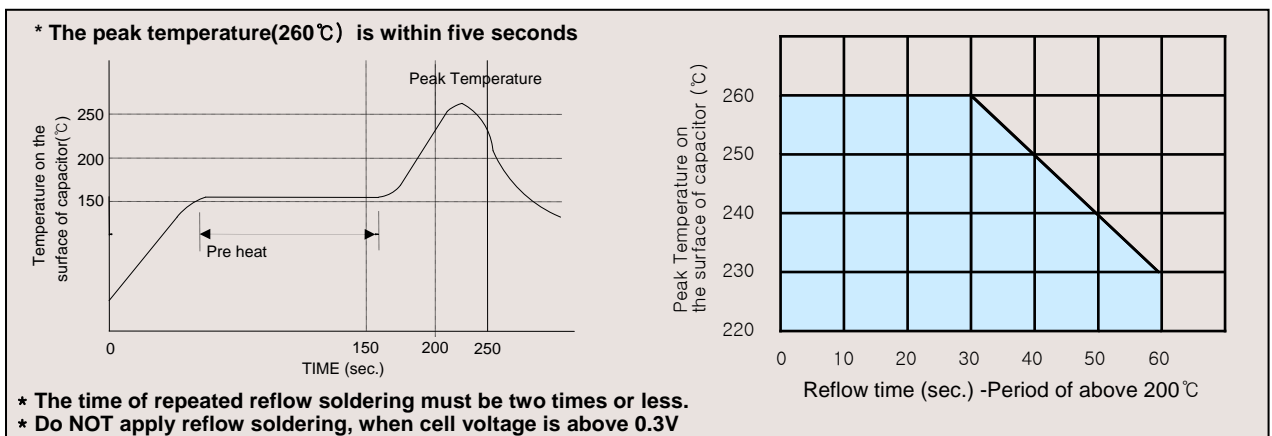 * The peak temperature(260℃) is within five seconds
Temperature on the
surface of capacitor(℃)
250
200
150
Peak Temperature
Pre heat
0
150
200
250
TIME (sec.)
Peak Temperature on
the surface of capacitor (℃)
260
250
240
230
220
0
10
20
30
40
50
60
Reflow time (sec.) -Period of above 200℃
* The time of repeated reflow soldering must be two times or less.
* Do NOT apply reflow soldering, when cell voltage is above 0.3V